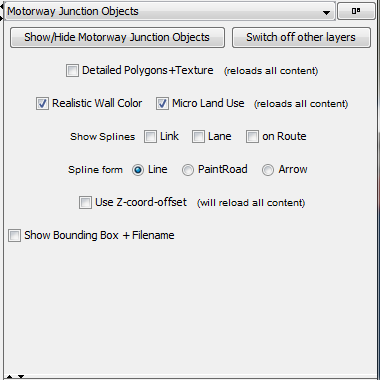 Motorway Junction Objects
Show/Hide Motorway Junction Objects Switch off other layers
Detailed Polygons+Texture (reloads all content)
Realistic Wall Color Micro Land Use (reloads all content)
Show Splines Link Lane on Route
Spline form Line PaintRoad Arrow
Use Z-coord-offset (will reload all content)
Show Bounding Box + Filename